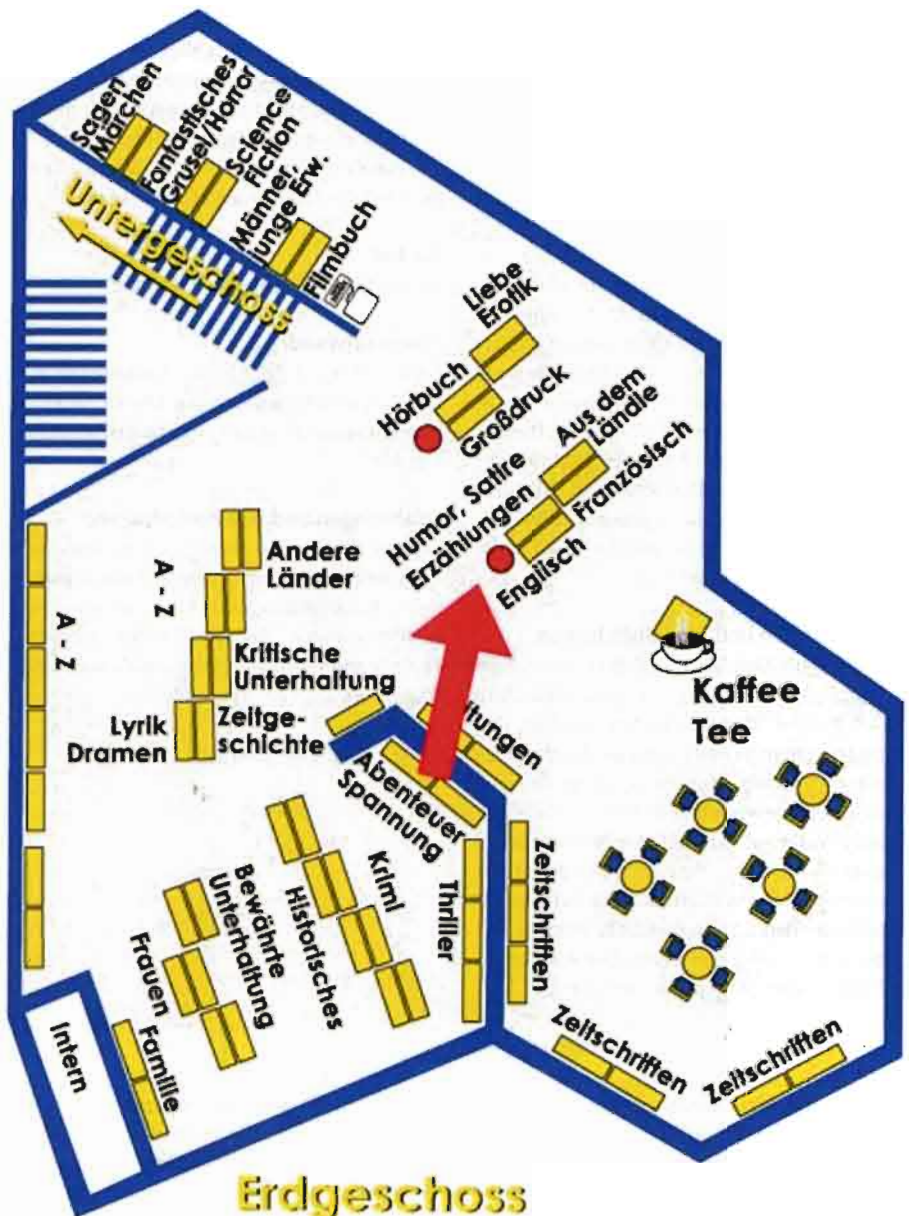 Sagen
Märchen
Fantastisches
Grusel/Horror
Science
Fiction
Männer,
Junge Erw.
Filmbuch
Untergeschoss
Liebe
Erotik
Hörbuch
Großdruck
Aus dem
Ländle
Humor, Satire
Erzählungen
Französisch
Englisch
A - Z
A - Z
Andere
Länder
Kritische
Unterhaltung
Lyrik
Dramen
Zeitge-
schichte
Abenteuer
Spannung
Kaffee
Tee
Thriller
Zeitschriften
Krimi
Historisches
Bewährte
Unterhaltung
Frauen
Familie
Intern
Zeitschriften
Zeitschriften
Erdgeschoss